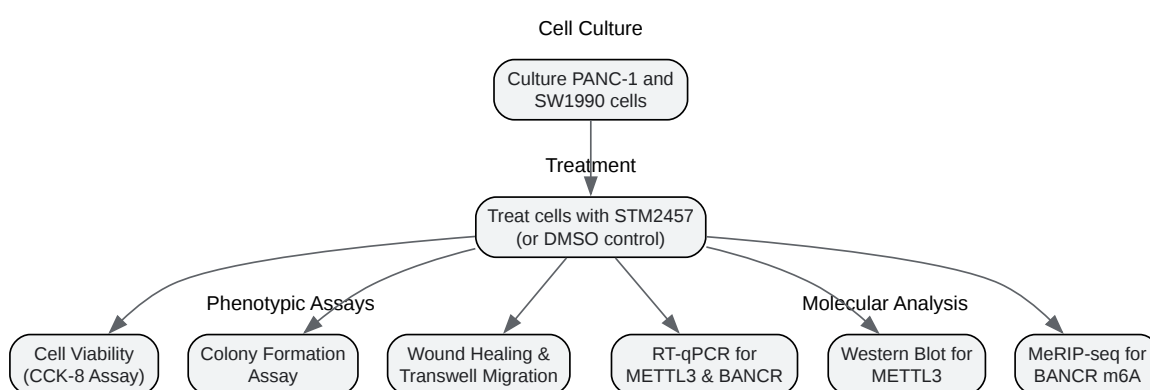 Cell Culture
Culture PANC-1 and
SW1990 cells
Treatment
Treat cells with STM2457
(or DMSO control)
Phenotypic Assays
Molecular Analysis
Cell Viability
(CCK-8 Assay)
Colony Formation
Assay
Wound Healing &
Transwell Migration
RT-qPCR for
METTL3 & BANCR
Western Blot for
METTL3
MeRIP-seq for
BANCR m6A